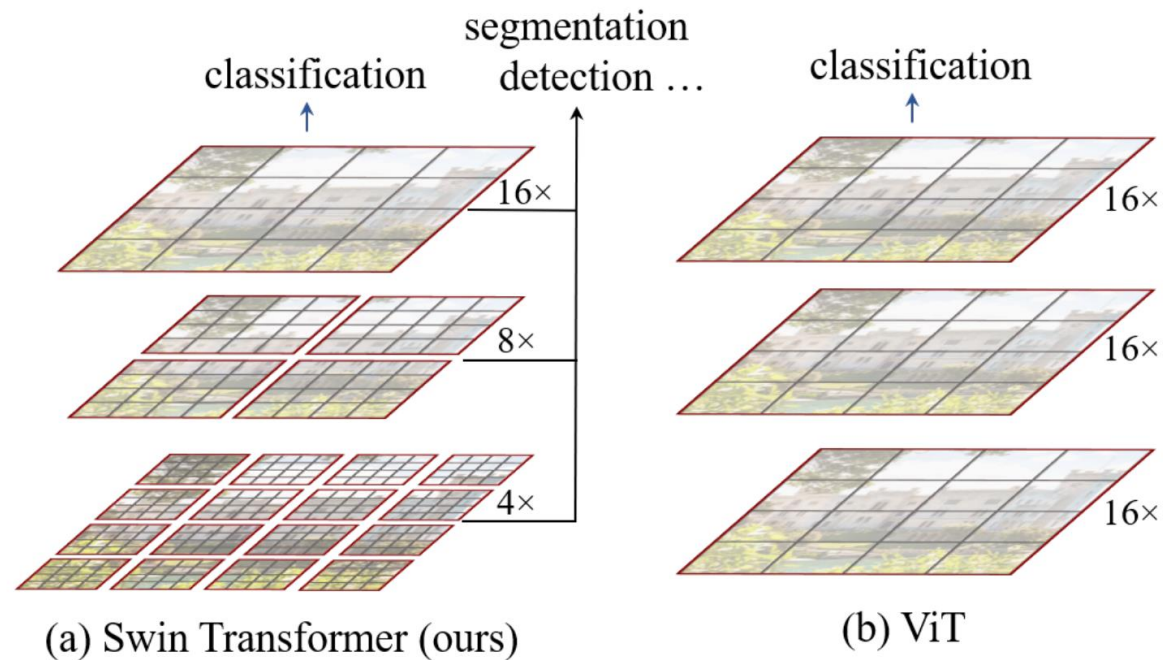 segmentation
classification
detection ...
16×
8×
4×
(a) Swin Transformer (ours)
classification
16×
16×
16×
(b) ViT